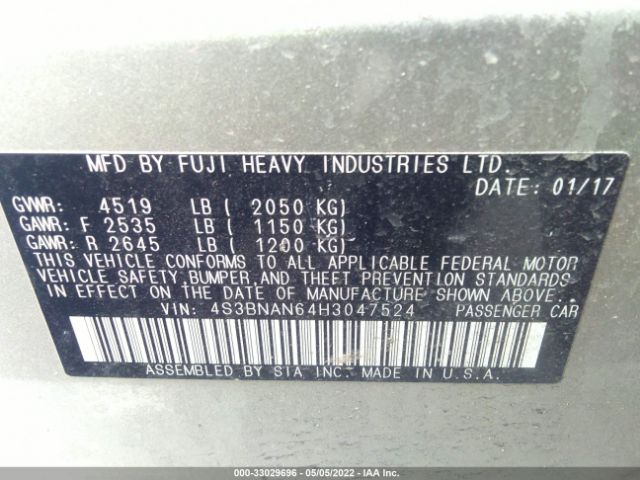 MFD BY FUJI HEAVY INDUSTRIES LTD.
DATE: 01/17
GVWR: 4519 LB ( 2050 KG)
GAWR: F 2535 LB ( 1150 KG)
GAWR: R 2645 LB ( 1200 KG)
THIS VEHICLE CONFORMS TO ALL APPLICABLE FEDERAL MOTOR
VEHICLE SAFETY, BUMPER, AND THEFT PREVENTION STANDARDS
IN EFFECT ON THE DATE OF MANUFACTURE SHOWN ABOVE.
VIN: 4S3BNAN64H3047524 PASSENGER CAR
ASSEMBLED BY SIA INC. MADE IN U.S.A.
000-33029696 - 05/05/2022 - IAA Inc.